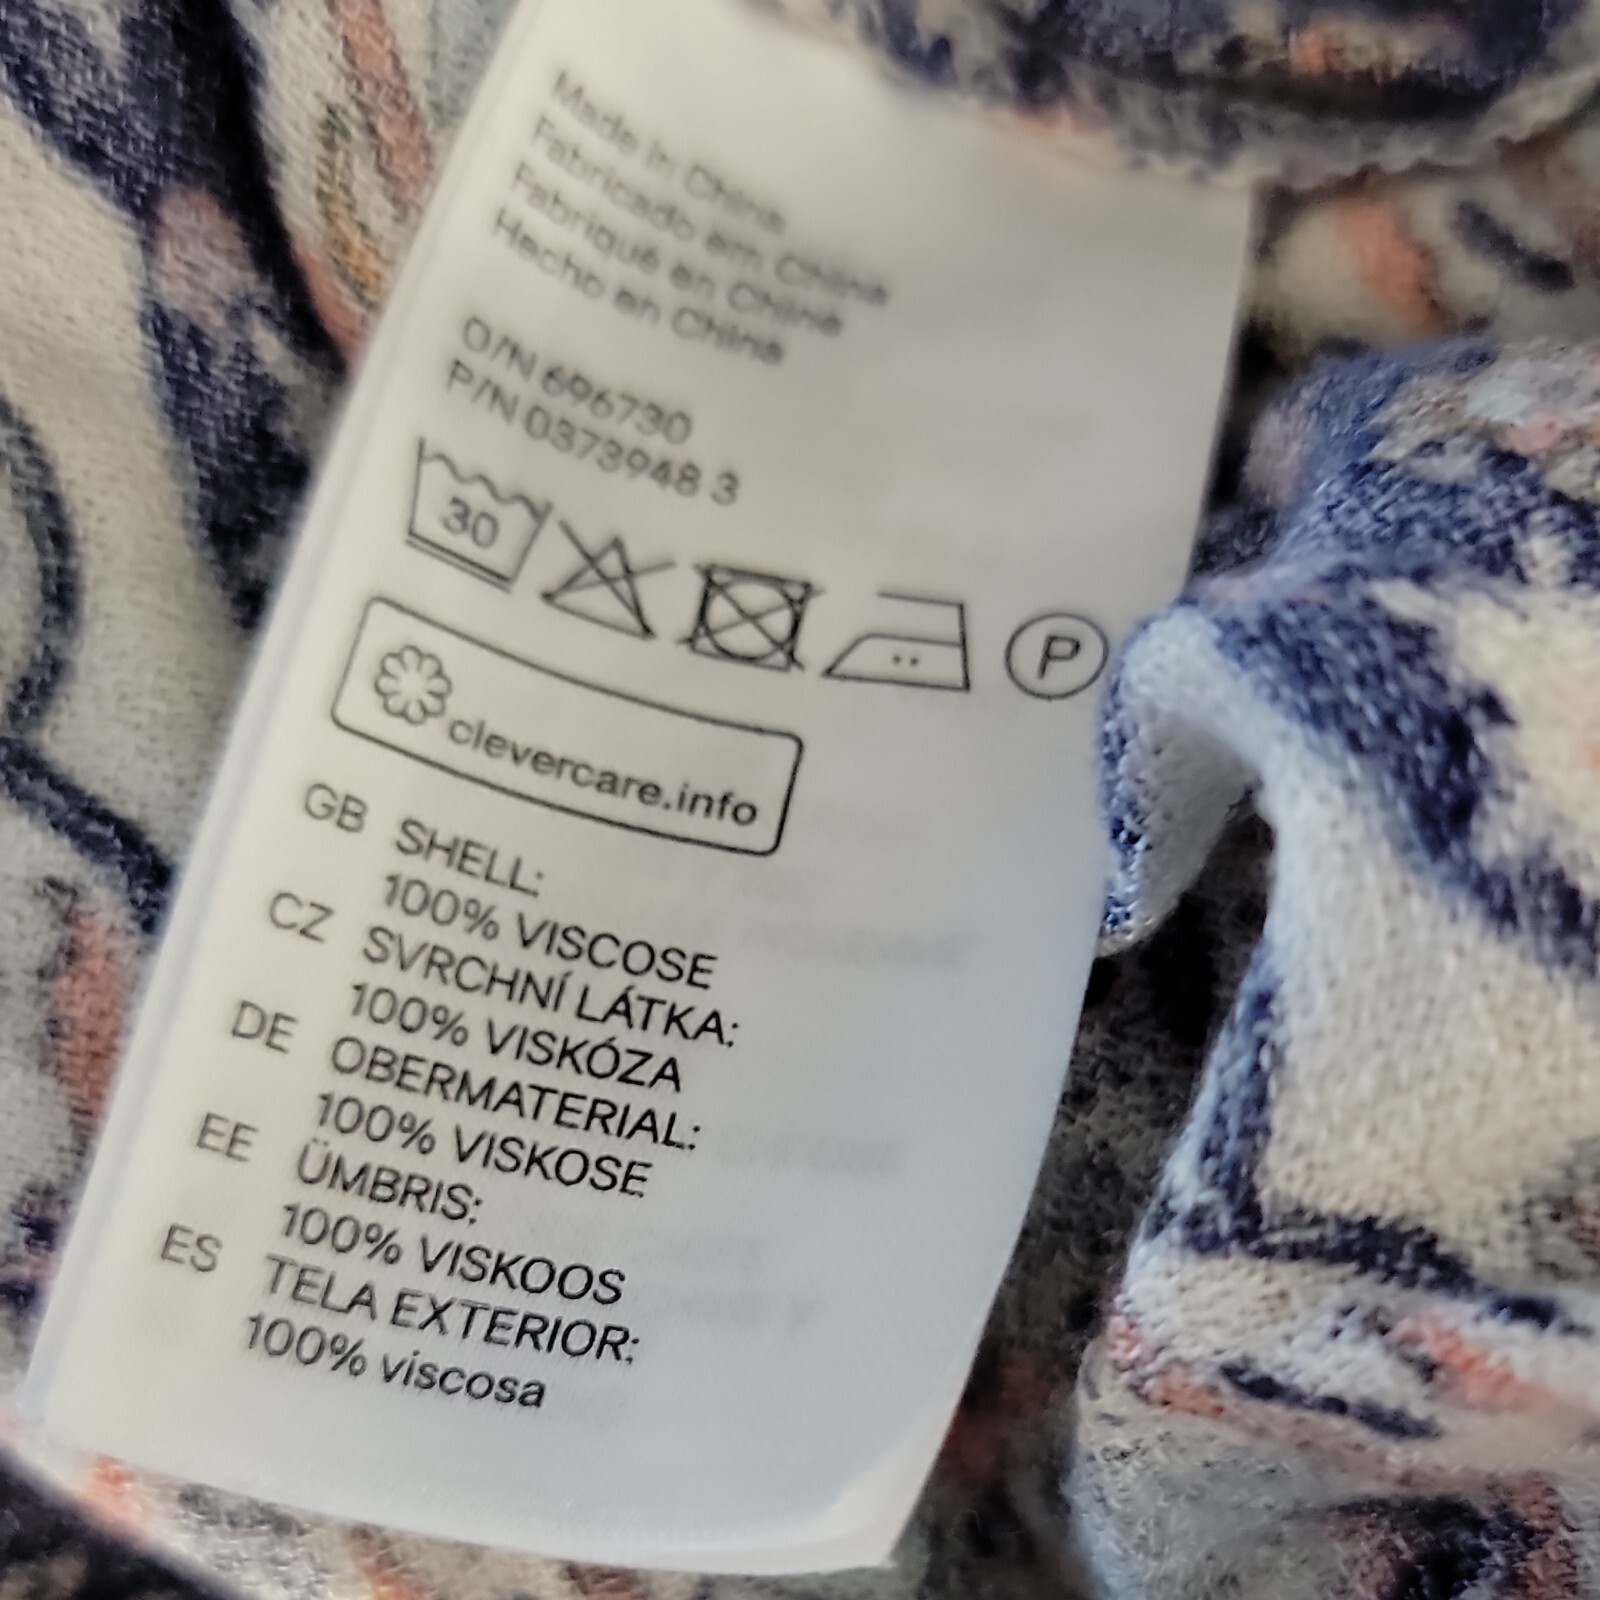 Made in China
Fabricado em China
Fabriqué en Chine
Hecho en China
O/N 696730
P/N 0373948 3
30
P
clevercare.info
GB SHELL:
100% VISCOSE
CZ SVRCHNÍ LÁTKA:
100% VISKÓZA
DE OBERMATERIAL:
100% VISKOSE
EE ÜMBRIS:
100% VISKOOS
ES TELA EXTERIOR:
100% viscosa